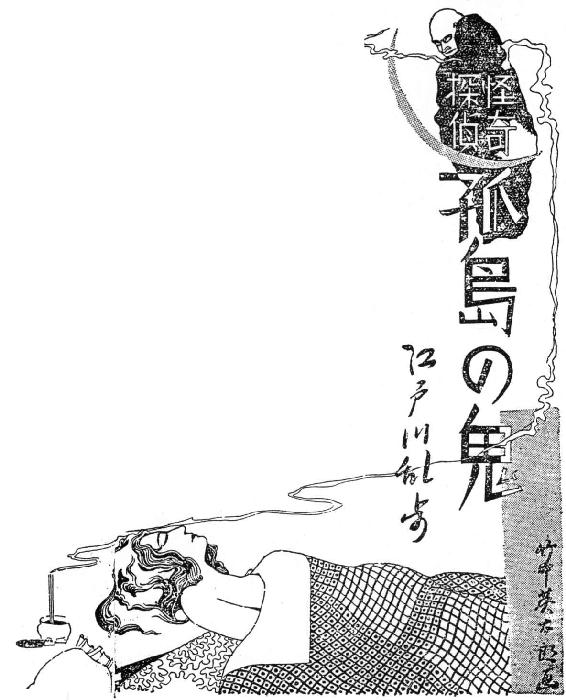 怪奇
探偵
孤島の鬼
江戸川乱歩
竹中英太郎画